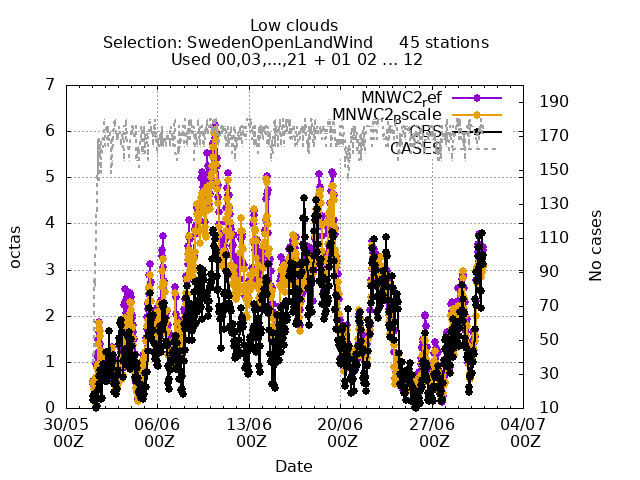 Low clouds
Selection: SwedenOpenLandWind 45 stations
Used 00,03,...,21 + 01 02 ... 12
MNWC2ref
MNWC2Bscale
OBS
CASES
octas
7
6
5
4
3
2
1
0
No cases
190
170
150
130
110
90
70
50
30
10
30/05 06/06 13/06 20/06 27/06 04/07
00Z 00Z 00Z 00Z 00Z 00Z
Date